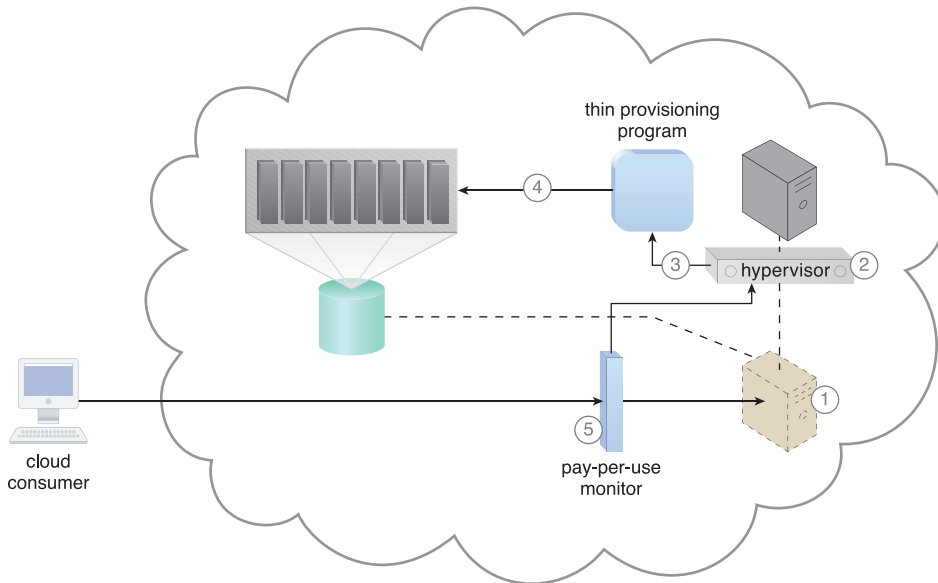 thin provisioning
program
4
3
hypervisor
2
1
5
cloud
consumer
pay-per-use
monitor